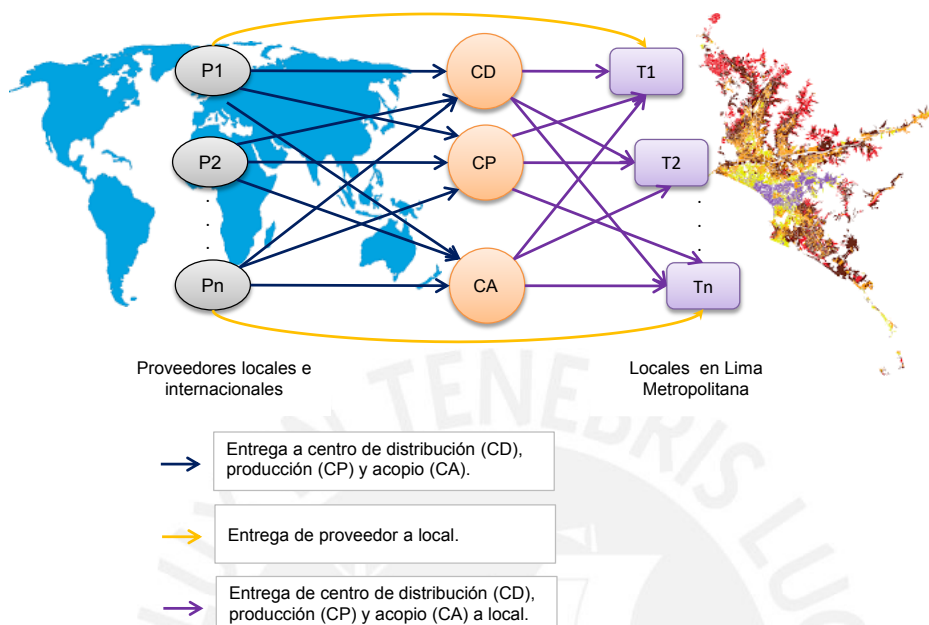 P1
CD
T1
P2
CP
T2
.
.
.
.
Pn
CA
Tn
Proveedores locales e
internacionales
Locales en Lima
Metropolitana
Entrega a centro de distribución (CD),
producción (CP) y acopio (CA).
Entrega de proveedor a local.
Entrega de centro de distribución (CD),
producción (CP) y acopio (CA) a local.
TENEBRIS